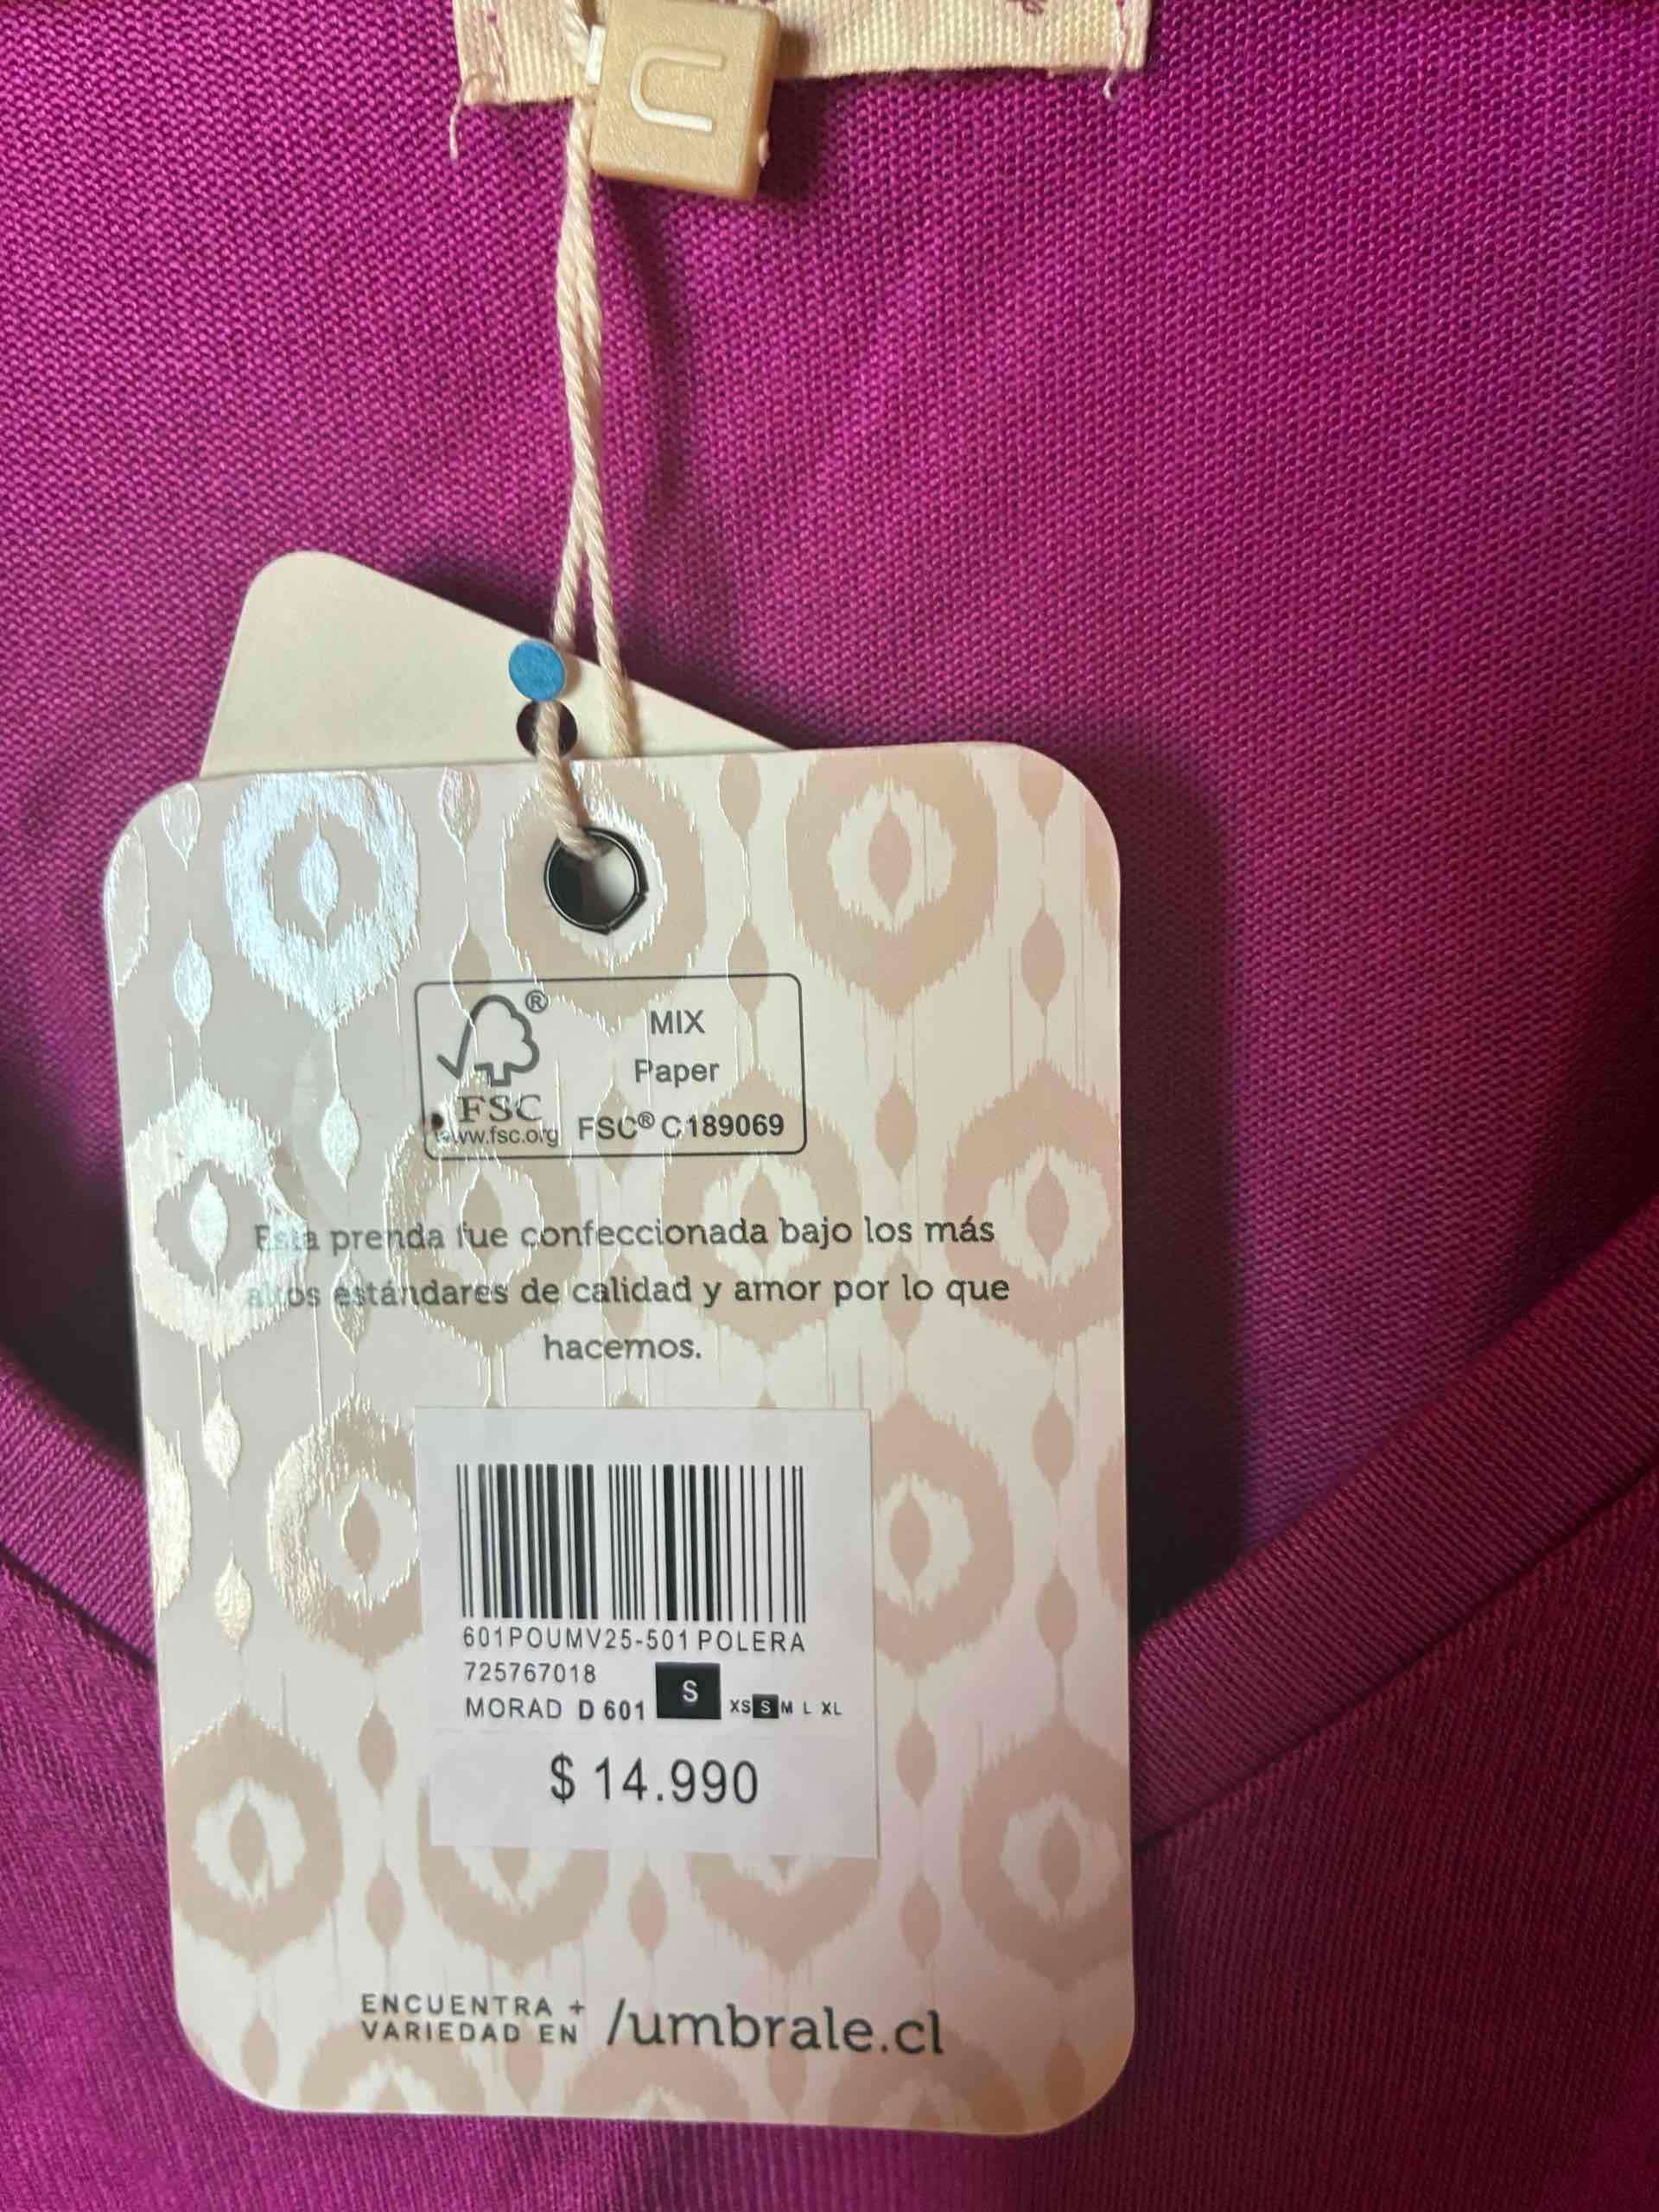 U
FSC®
www.fsc.org
MIX
Paper
FSC® C189069
Esta prenda fue confeccionada bajo los más
altos estándares de calidad y amor por lo que
hacemos.
601POUMV25-501 POLERA
725767018
MORAD D 601 S XS S M L XL
$ 14.990
ENCUENTRA +
VARIEDAD EN /umbrale.cl